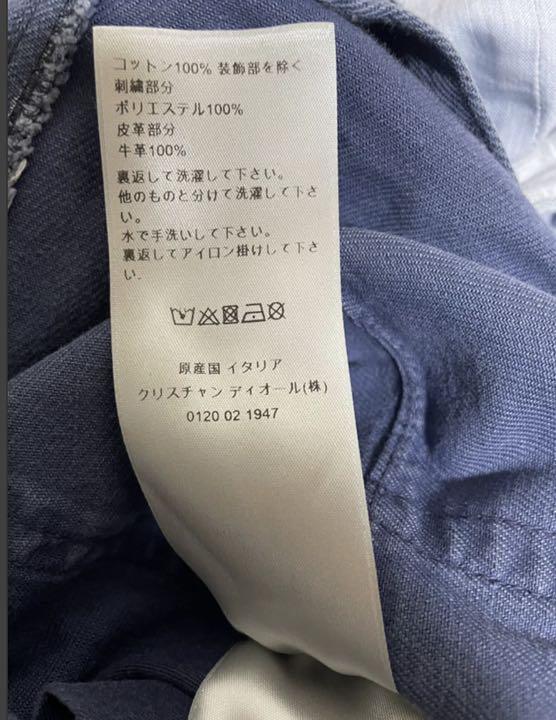 コットン100% 装飾部を除く
刺繍部分
ポリエステル100%
皮革部分
牛革100%
裏返して洗濯して下さい。
他のものと分けて洗濯して下さ
い。
水で手洗いして下さい。
裏返してアイロン掛けして下さ
い.
原産国 イタリア
クリスチャン ディオール(株)
0120 02 1947